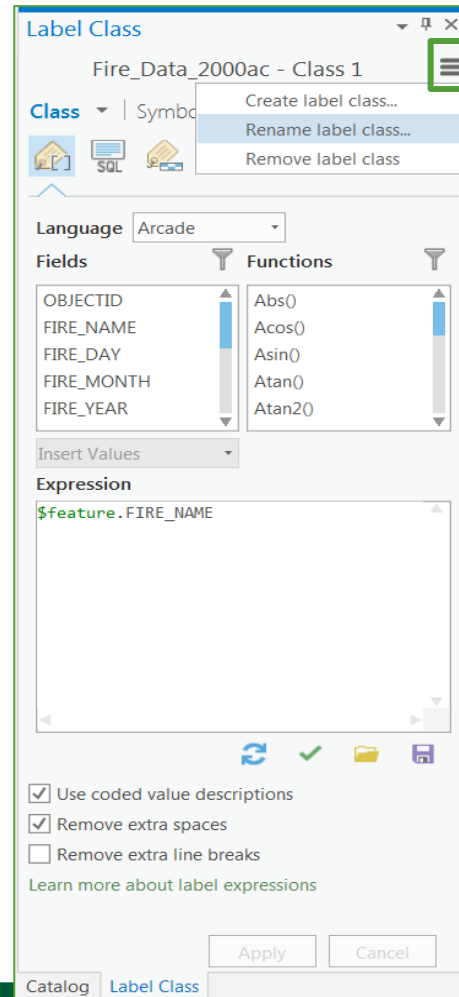 Label Class
Fire_Data_2000ac - Class 1
Class | Symbo
Create label class...
Rename label class...
Remove label class
SQL
Language Arcade
Fields Functions
OBJECTID Abs()
FIRE_NAME Acos()
FIRE_DAY Asin()
FIRE_MONTH Atan()
FIRE_YEAR Atan2()
Insert Values
Expression
$feature.FIRE_NAME
Use coded value descriptions
Remove extra spaces
Remove extra line breaks
Learn more about label expressions
Apply Cancel
Catalog Label Class